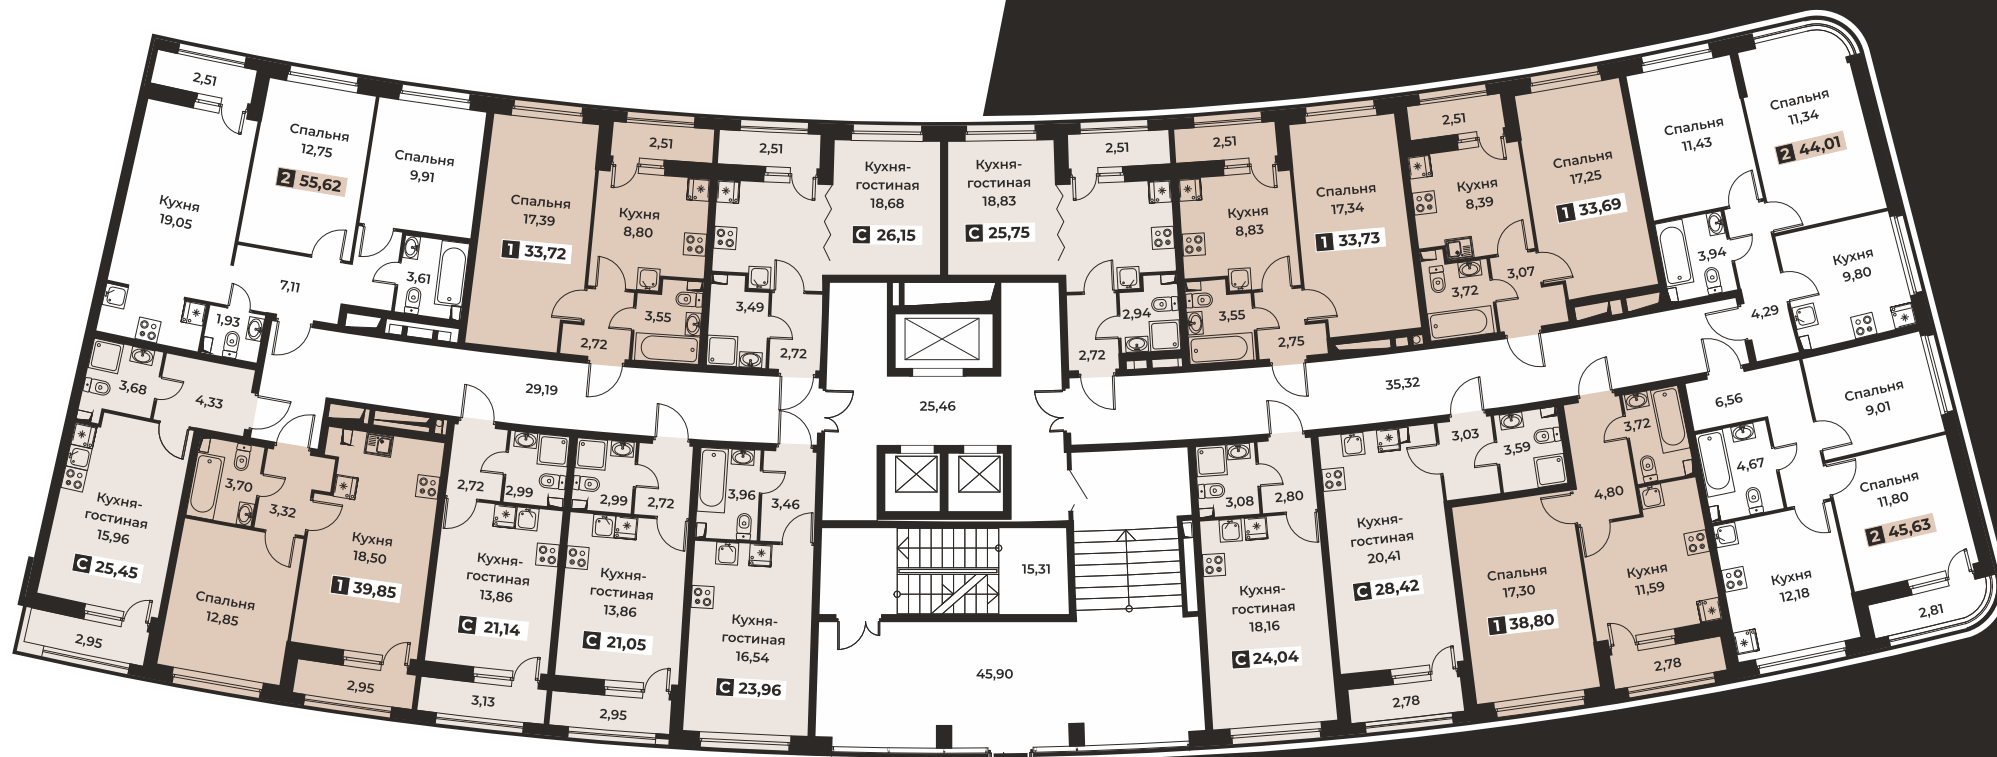 2,51
Кухня
19,05
Спальня
12,75
2 55,62
Спальня
9,91
7,11
1,93
3,61
Спальня
17,39
1 33,72
2,51
Кухня
8,80
3,55
2,72
2,51
Кухня-
гостиная
18,68
С 26,15
3,49
2,72
Кухня-
гостиная
18,83
С 25,75
2,51
2,94
2,72
2,51
Кухня
8,83
3,55
2,75
Спальня
17,34
1 33,73
2,51
Кухня
8,39
3,72
3,07
Спальня
17,25
1 33,69
Спальня
11,43
Спальня
11,34
2 44,01
3,94
Кухня
9,80
4,29
29,19
25,46
35,32
3,68
4,33
Кухня-
гостиная
15,96
С 25,45
2,95
3,70
3,32
Спальня
12,85
Кухня
18,50
1 39,85
2,95
2,72
2,99
Кухня-
гостиная
13,86
С 21,14
3,13
2,99
2,72
Кухня-
гостиная
13,86
С 21,05
2,95
3,96
3,46
Кухня-
гостиная
16,54
С 23,96
15,31
45,90
3,08
2,80
Кухня-
гостиная
18,16
С 24,04
Кухня-
гостиная
20,41
С 28,42
2,78
3,03
3,59
Спальня
17,30
1 38,80
4,80
3,72
Кухня
11,59
2,78
6,56
4,67
Спальня
9,01
Спальня
11,80
2 45,63
Кухня
12,18
2,81